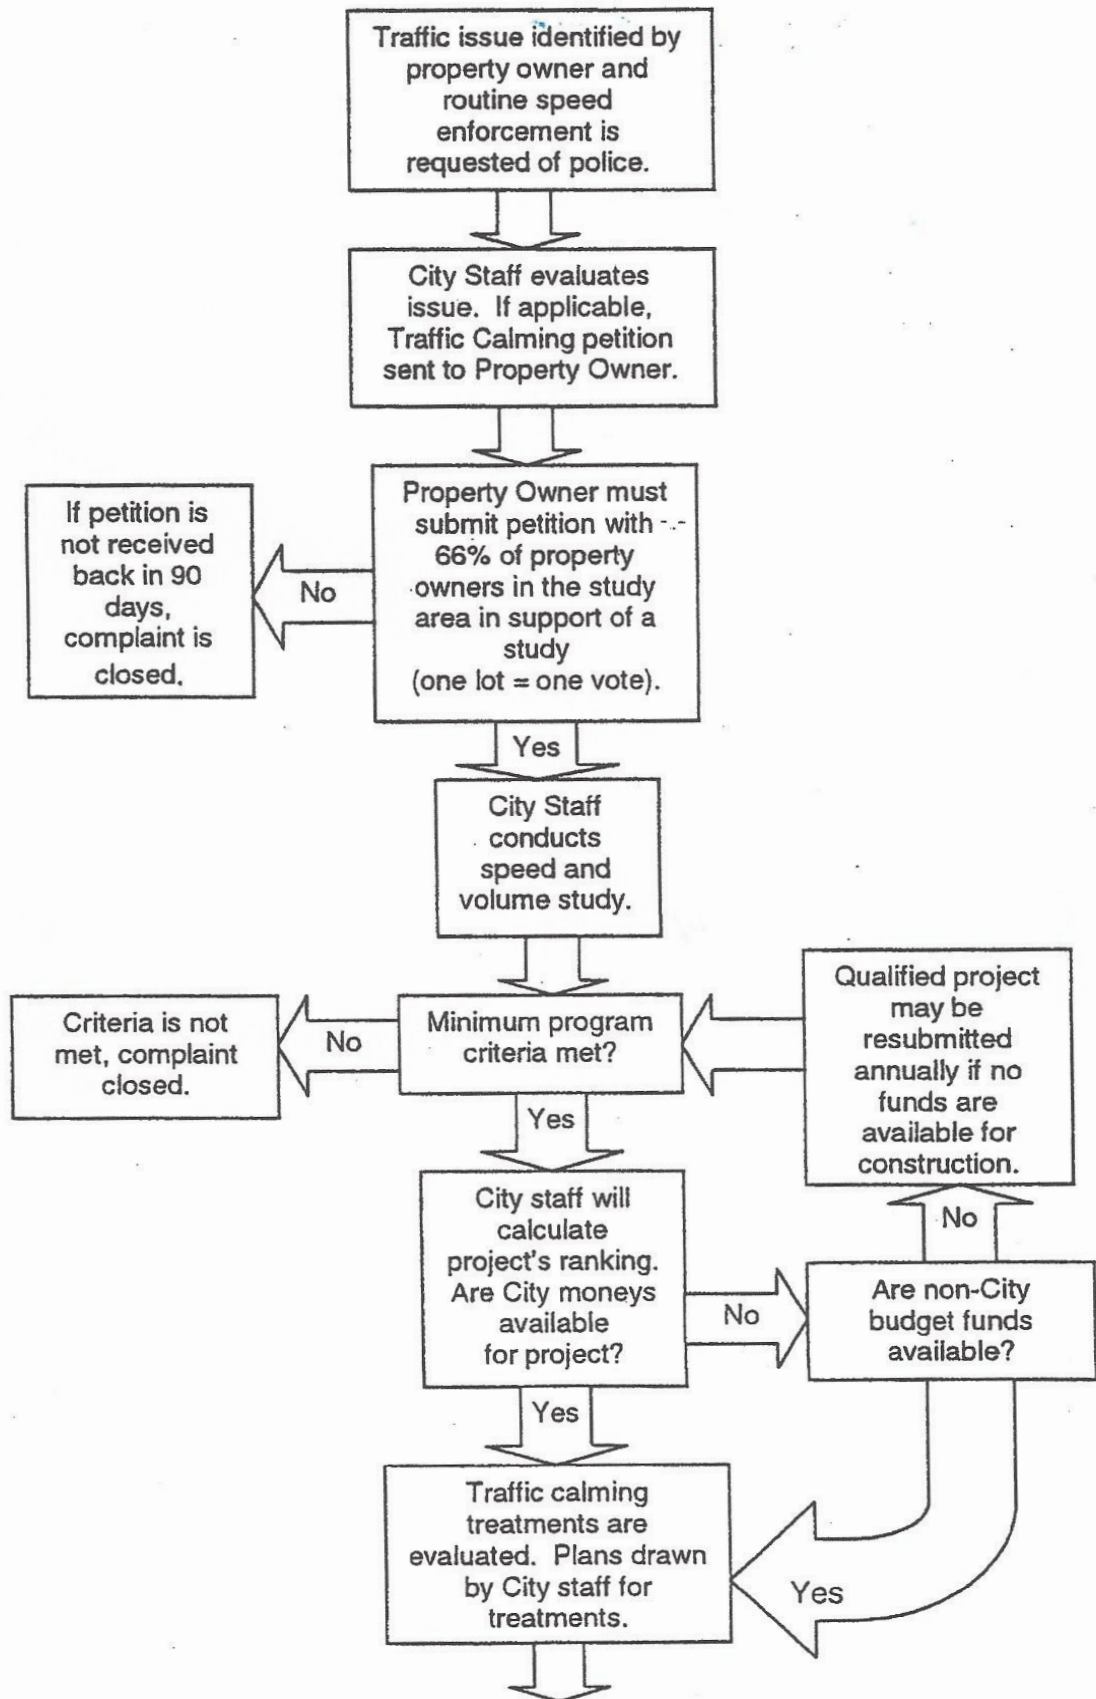 Traffic issue identified by
property owner and
routine speed
enforcement is
requested of police.
City Staff evaluates
issue. If applicable,
Traffic Calming petition
sent to Property Owner.
Property Owner must
submit petition with
66% of property
owners in the study
area in support of a
study
(one lot = one vote).
No
If petition is
not received
back in 90
days,
complaint is
closed.
Yes
City Staff
conducts
speed and
volume study.
Minimum program
criteria met?
No
Criteria is not
met, complaint
closed.
Qualified project
may be
resubmitted
annually if no
funds are
available for
construction.
Yes
City staff will
calculate
project's ranking.
Are City moneys
available
for project?
No
Are non-City
budget funds
available?
No
Yes
Yes
Traffic calming
treatments are
evaluated. Plans drawn
by City staff for
treatments.